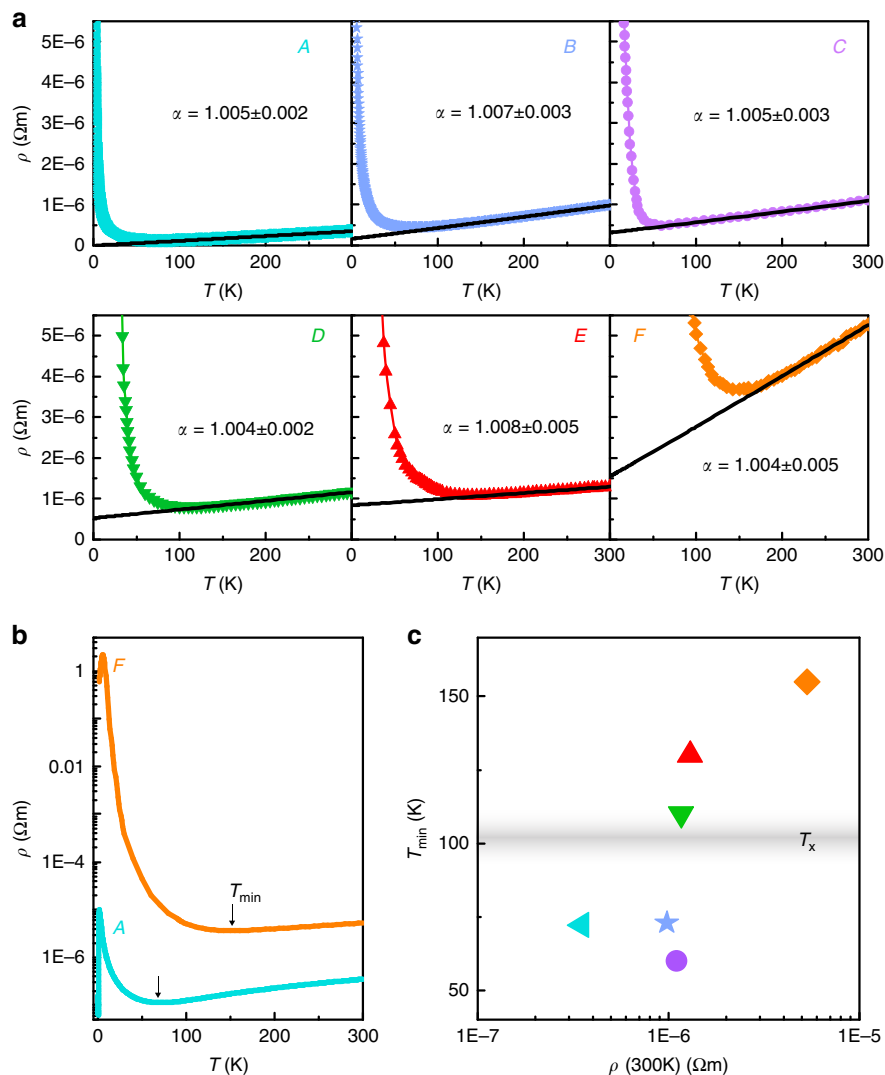 a
A
B
C
α = 1.005±0.002
α = 1.007±0.003
α = 1.005±0.003
ρ (Ωm)
5E–6
4E–6
3E–6
2E–6
1E–6
0
0 100 200 0 100 200 0 100 200 300
T (K) T (K) T (K)
D
E
F
α = 1.004±0.002
α = 1.008±0.005
α = 1.004±0.005
ρ (Ωm)
5E–6
4E–6
3E–6
2E–6
1E–6
0
0 100 200 0 100 200 300 100 200 300
T (K) T (K) T (K)
b
F
A
Tmin
ρ (Ωm)
1
0.01
1E–4
1E–6
0 100 200 300
T (K)
c
Tmin (K)
150
100
50
Tx
1E–7 1E–6 1E–5
ρ (300K) (Ωm)